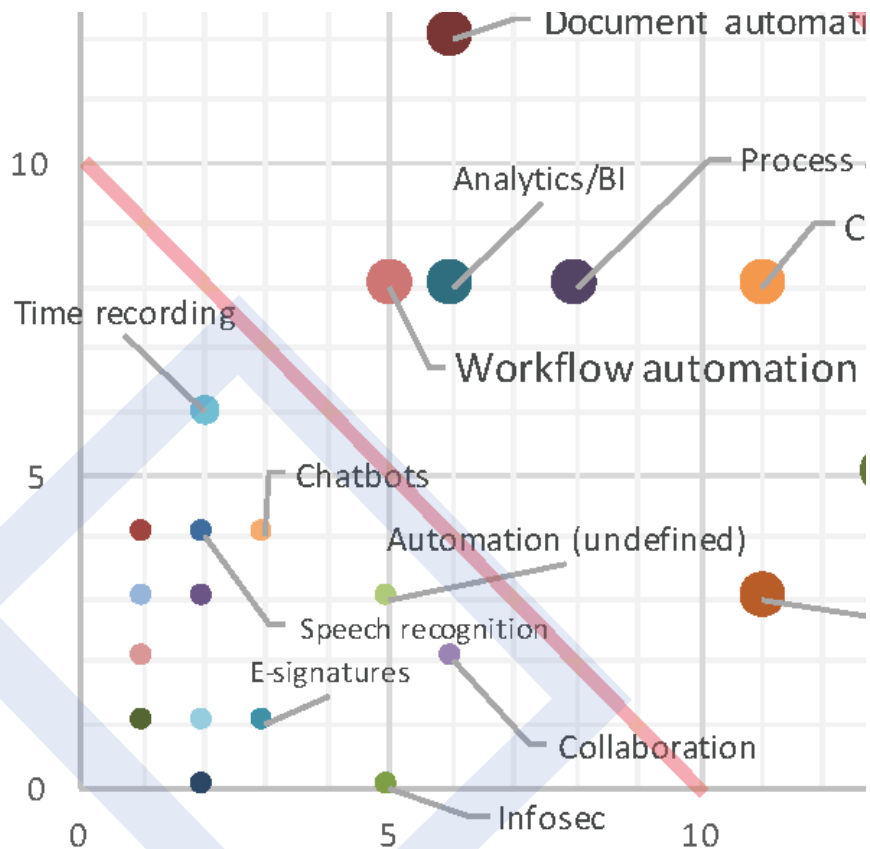 Document automati
10
Analytics/BI
Process
C
Time recording
Workflow automation
5
Chatbots
Automation (undefined)
Speech recognition
E-signatures
Collaboration
0
Infosec
0
5
10